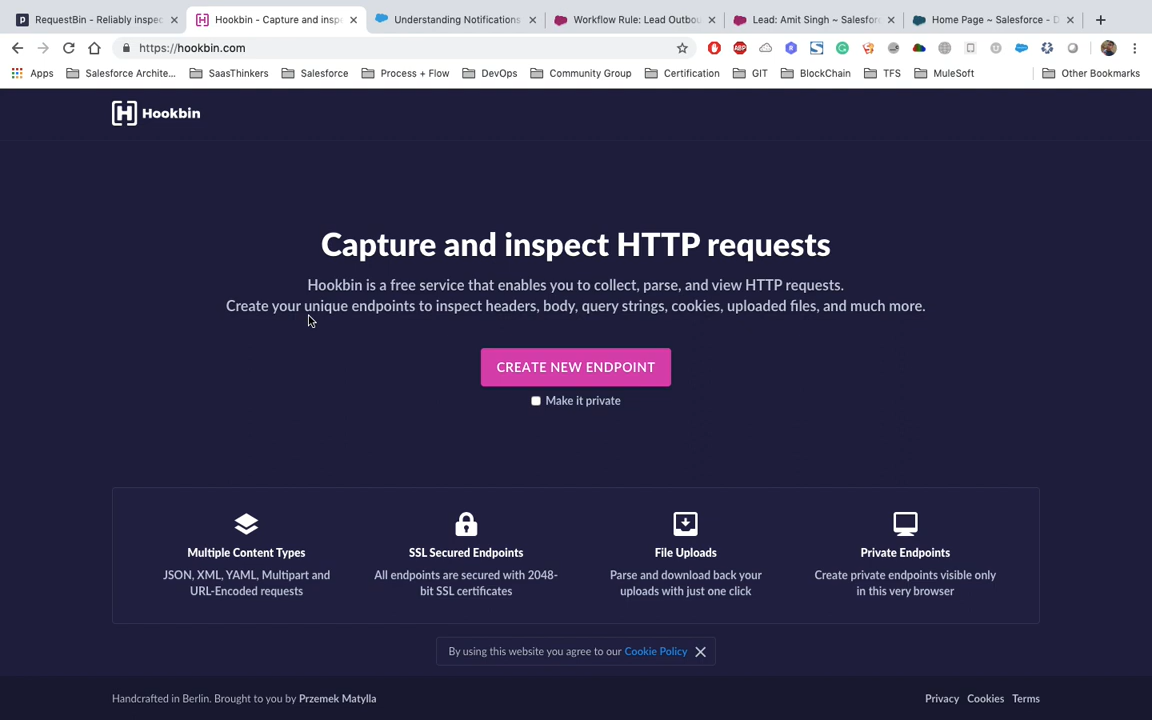 RequestBin - Reliably inspec
Hookbin - Capture and inspe
Understanding Notifications
Workflow Rule: Lead Outbou
Lead: Amit Singh ~ Salesforc
Home Page ~ Salesforce - D
https://hookbin.com
Apps
Salesforce Archite...
SaasThinkers
Salesforce
Process + Flow
DevOps
Community Group
Certification
GIT
BlockChain
TFS
MuleSoft
Other Bookmarks
Hookbin
Capture and inspect HTTP requests
Hookbin is a free service that enables you to collect, parse, and view HTTP requests.
Create your unique endpoints to inspect headers, body, query strings, cookies, uploaded files, and much more.
CREATE NEW ENDPOINT
Make it private
Multiple Content Types
JSON, XML, YAML, Multipart and
URL-Encoded requests
SSL Secured Endpoints
All endpoints are secured with 2048-
bit SSL certificates
File Uploads
Parse and download back your
uploads with just one click
Private Endpoints
Create private endpoints visible only
in this very browser
By using this website you agree to our Cookie Policy
Handcrafted in Berlin. Brought to you by Przemek Matylla
Privacy Cookies Terms